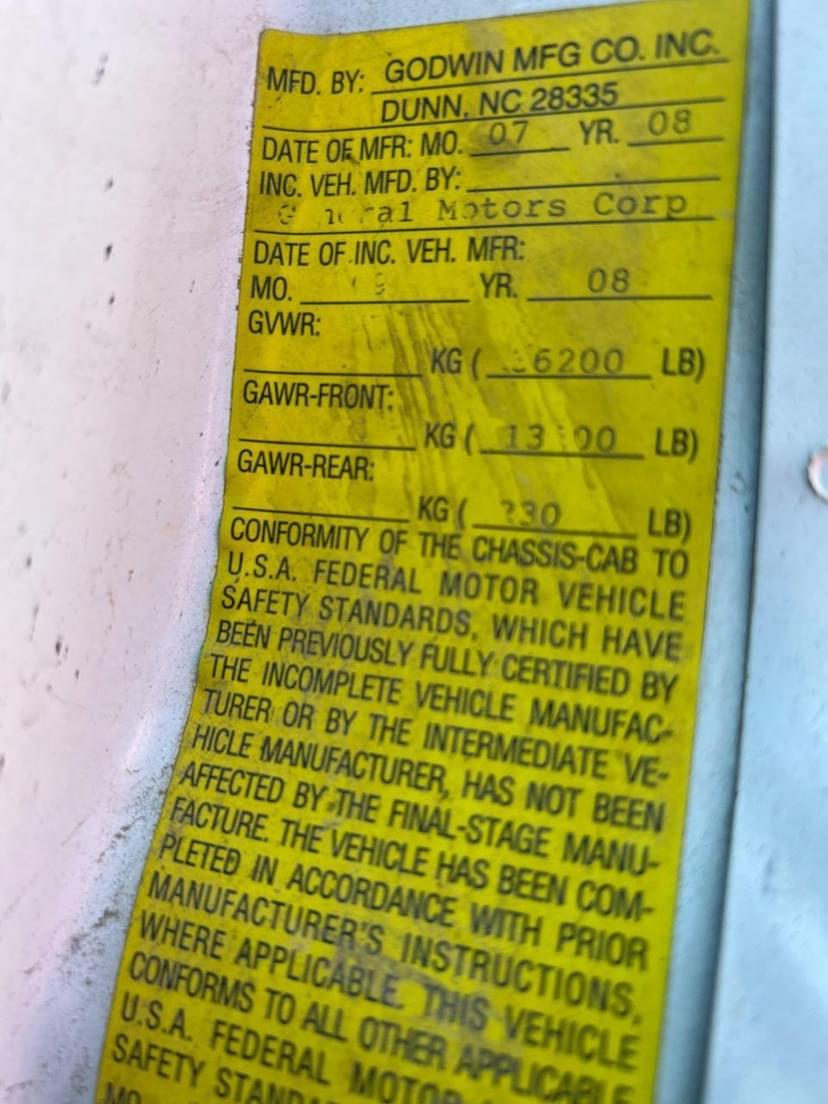 MFD. BY: GODWIN MFG CO. INC.
DUNN, NC 28335
DATE OF MFR: MO. 07 YR. 08
INC. VEH. MFD. BY:
Motors Corp
DATE OF INC. VEH. MFR:
MO. YR. 08
GVWR:
KG ( LB)
GAWR-FRONT:
KG ( LB)
GAWR-REAR:
KG ( LB)
CONFORMITY OF THE CHASSIS-CAB TO
U.S.A. FEDERAL MOTOR VEHICLE
SAFETY STANDARDS, WHICH HAVE
BEEN PREVIOUSLY FULLY CERTIFIED BY
THE INCOMPLETE VEHICLE MANUFAC-
TURER OR BY THE INTERMEDIATE VE-
HICLE MANUFACTURER, HAS NOT BEEN
AFFECTED BY THE FINAL-STAGE MANU-
FACTURE. THE VEHICLE HAS BEEN COM-
PLETED IN ACCORDANCE WITH PRIOR
MANUFACTURER'S INSTRUCTIONS,
WHERE APPLICABLE. THIS VEHICLE
CONFORMS TO ALL OTHER APPLICABLE
U.S.A. FEDERAL MOTOR
SAFETY